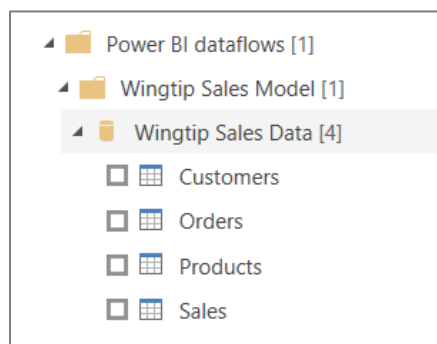 Power BI dataflows [1]
Wingtip Sales Model [1]
Wingtip Sales Data [4]
Customers
Orders
Products
Sales